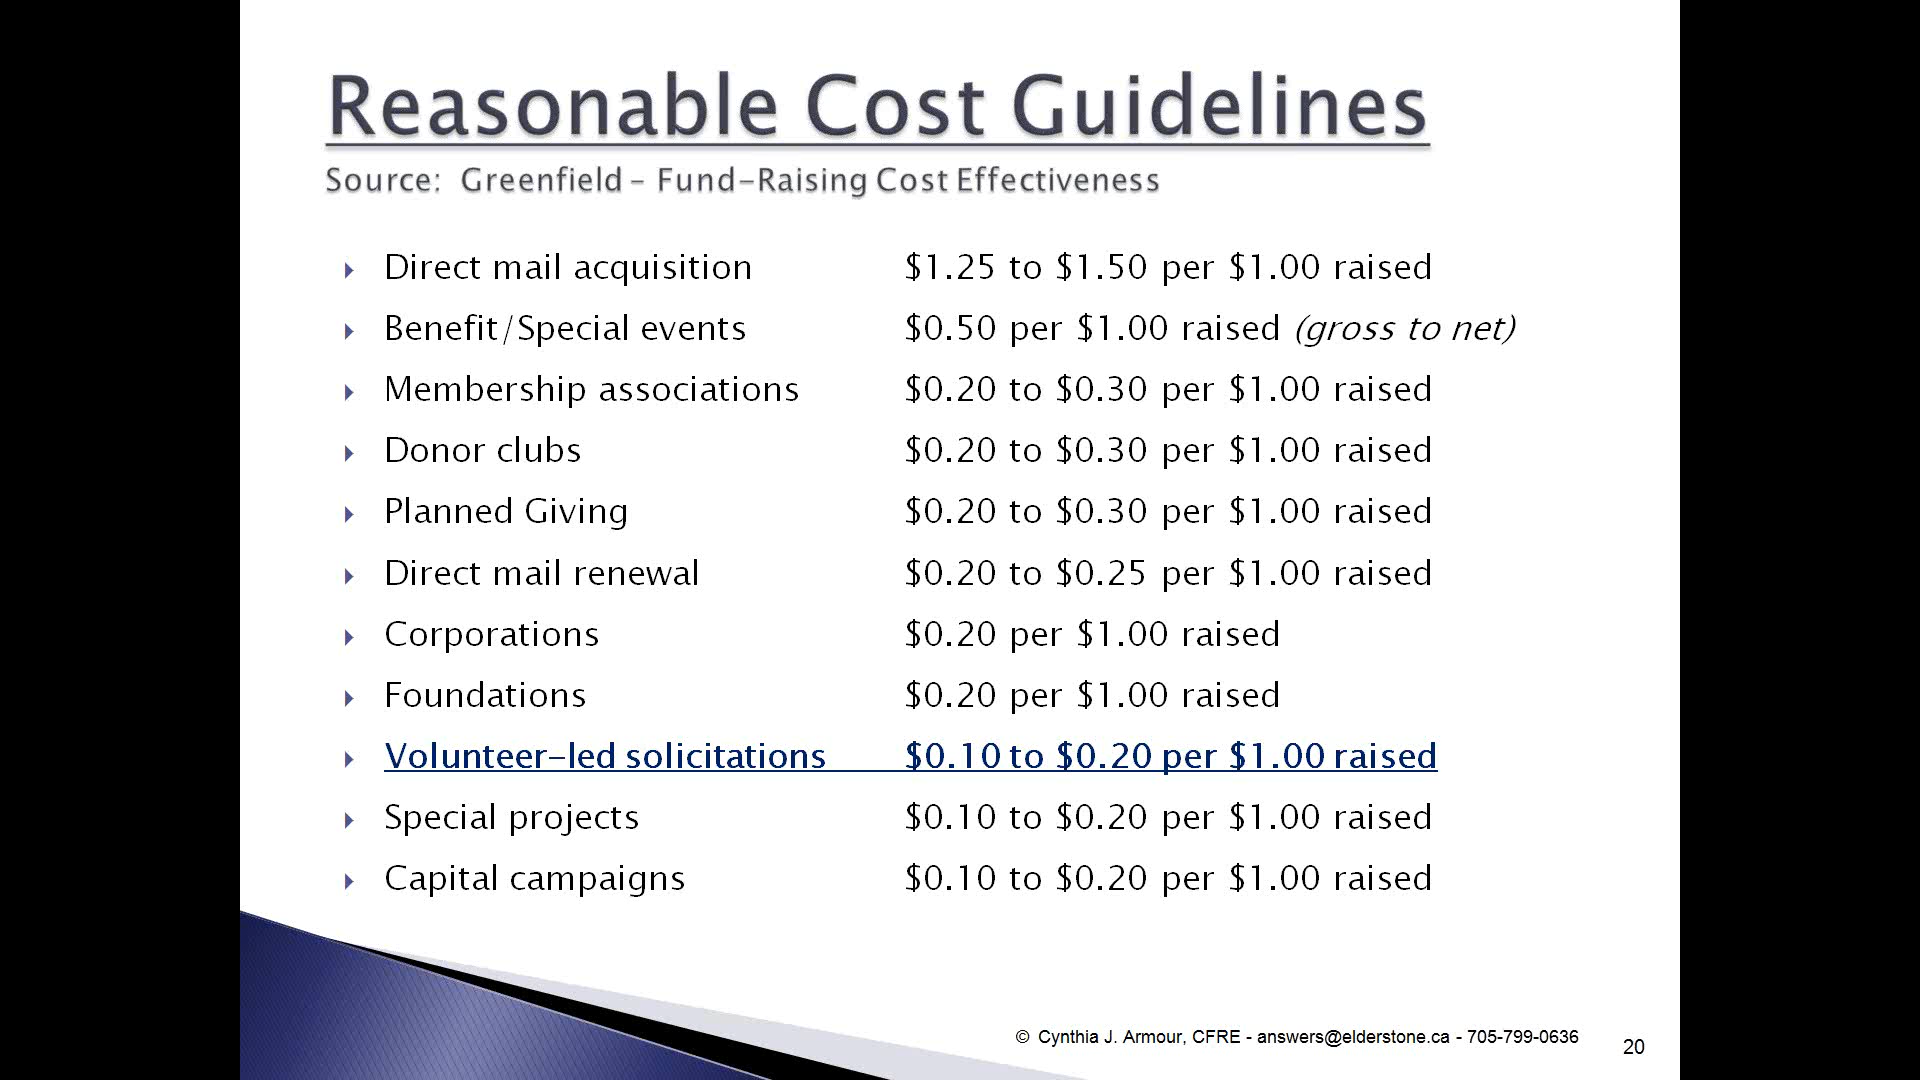 Reasonable Cost Guidelines
Source: Greenfield – Fund-Raising Cost Effectiveness
Direct mail acquisition $1.25 to $1.50 per $1.00 raised
Benefit/Special events $0.50 per $1.00 raised (gross to net)
Membership associations $0.20 to $0.30 per $1.00 raised
Donor clubs $0.20 to $0.30 per $1.00 raised
Planned Giving $0.20 to $0.30 per $1.00 raised
Direct mail renewal $0.20 to $0.25 per $1.00 raised
Corporations $0.20 per $1.00 raised
Foundations $0.20 per $1.00 raised
Volunteer-led solicitations $0.10 to $0.20 per $1.00 raised
Special projects $0.10 to $0.20 per $1.00 raised
Capital campaigns $0.10 to $0.20 per $1.00 raised
© Cynthia J. Armour, CFRE - answers@elderstone.ca - 705-799-0636
20